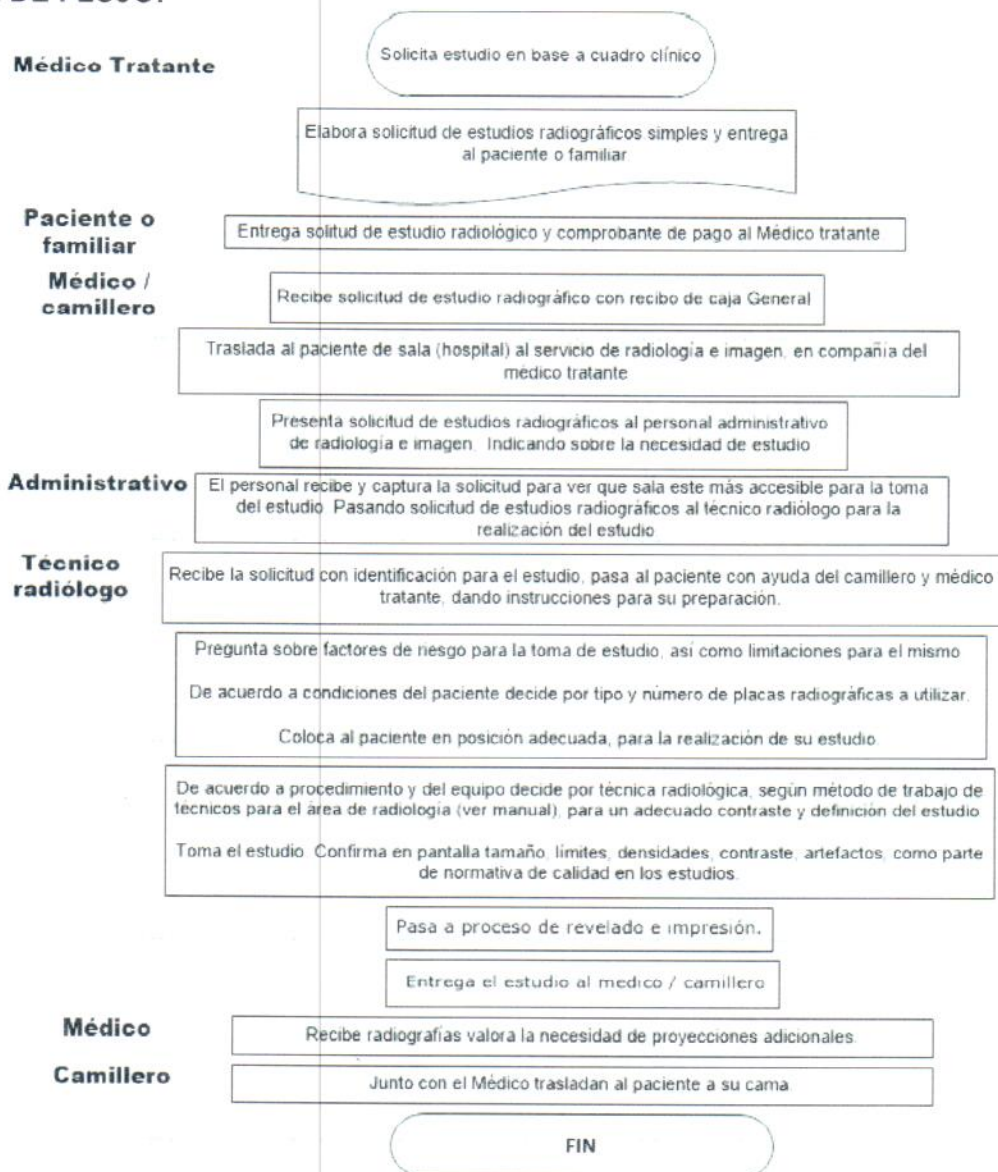 Médico Tratante
Solicita estudio en base a cuadro clínico
Elabora solicitud de estudios radiográficos simples y entrega
al paciente o familiar
Paciente o
familiar
Entrega solitud de estudio radiológico y comprobante de pago al Médico tratante
Médico /
camillero
Recibe solicitud de estudio radiográfico con recibo de caja General
Traslada al paciente de sala (hospital) al servicio de radiología e imagen, en compañía del
médico tratante
Presenta solicitud de estudios radiográficos al personal administrativo
de radiología e imagen. Indicando sobre la necesidad de estudio
Administrativo
El personal recibe y captura la solicitud para ver que sala este más accesible para la toma
del estudio. Pasando solicitud de estudios radiográficos al técnico radiólogo para la
realización del estudio.
Técnico
radiólogo
Recibe la solicitud con identificación para el estudio, pasa al paciente con ayuda del camillero y médico
tratante, dando instrucciones para su preparación.
Pregunta sobre factores de riesgo para la toma de estudio, así como limitaciones para el mismo
De acuerdo a condiciones del paciente decide por tipo y número de placas radiográficas a utilizar.
Coloca al paciente en posición adecuada, para la realización de su estudio
De acuerdo a procedimiento y del equipo decide por técnica radiológica, según método de trabajo de
técnicos para el área de radiología (ver manual), para un adecuado contraste y definición del estudio
Toma el estudio. Confirma en pantalla tamaño, límites, densidades, contraste, artefactos, como parte
de normativa de calidad en los estudios.
Pasa a proceso de revelado e impresión.
Entrega el estudio al medico / camillero
Médico
Recibe radiografías valora la necesidad de proyecciones adicionales.
Camillero
Junto con el Médico trasladan al paciente a su cama
FIN